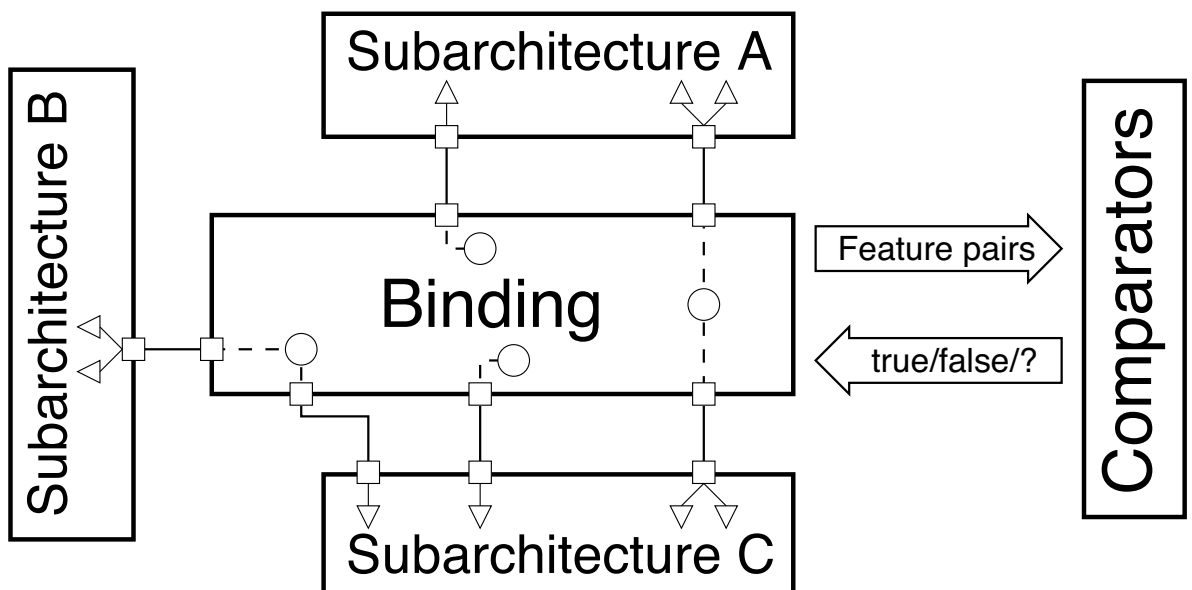 Subarchitecture A
Subarchitecture B
Binding
Feature pairs
true/false/?
Comparators
Subarchitecture C